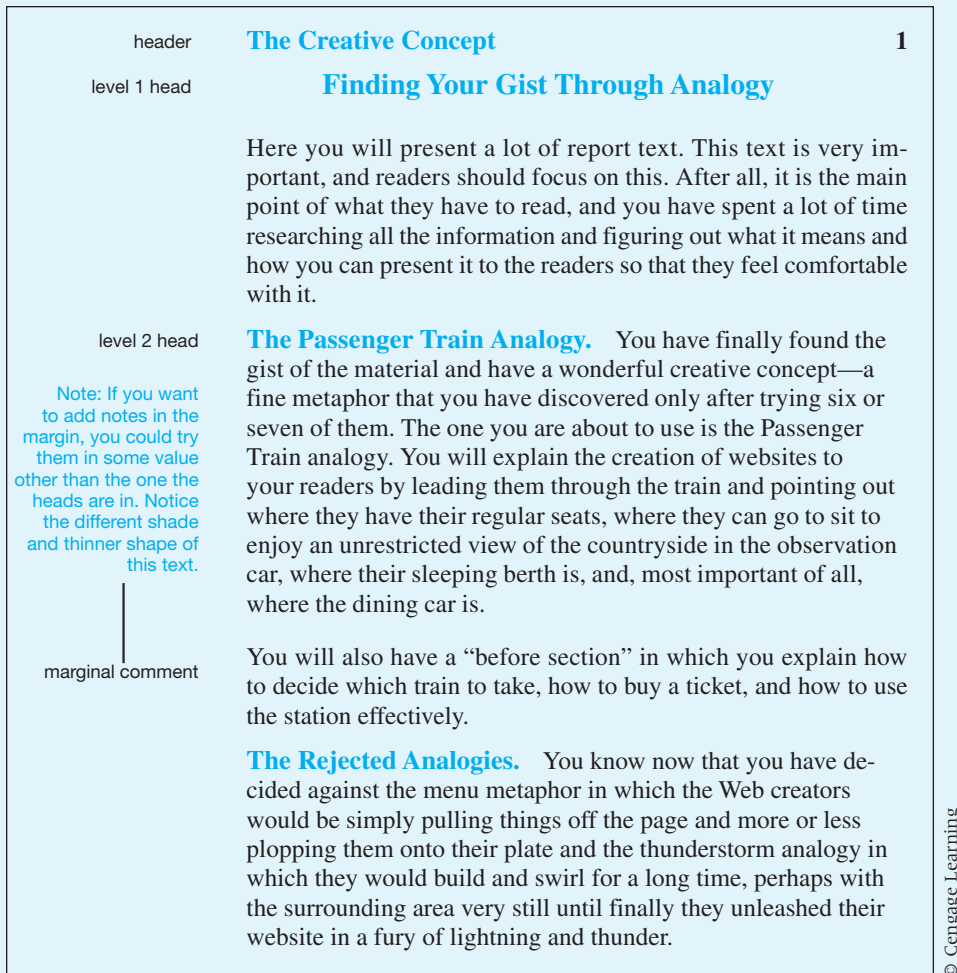 header
The Creative Concept 1
level 1 head
Finding Your Gist Through Analogy
Here you will present a lot of report text. This text is very im-
portant, and readers should focus on this. After all, it is the main
point of what they have to read, and you have spent a lot of time
researching all the information and figuring out what it means and
how you can present it to the readers so that they feel comfortable
with it.
level 2 head
The Passenger Train Analogy. You have finally found the
gist of the material and have a wonderful creative concept—a
fine metaphor that you have discovered only after trying six or
seven of them. The one you are about to use is the Passenger
Train analogy. You will explain the creation of websites to
your readers by leading them through the train and pointing out
where they have their regular seats, where they can go to sit to
enjoy an unrestricted view of the countryside in the observation
car, where their sleeping berth is, and, most important of all,
where the dining car is.
Note: If you want
to add notes in the
margin, you could try
them in some value
other than the one the
heads are in. Notice
the different shade
and thinner shape of
this text.
marginal comment
You will also have a “before section” in which you explain how
to decide which train to take, how to buy a ticket, and how to use
the station effectively.
The Rejected Analogies. You know now that you have de-
cided against the menu metaphor in which the Web creators
would be simply pulling things off the page and more or less
plopping them onto their plate and the thunderstorm analogy in
which they would build and swirl for a long time, perhaps with
the surrounding area very still until finally they unleashed their
website in a fury of lightning and thunder.
© Cengage Learning